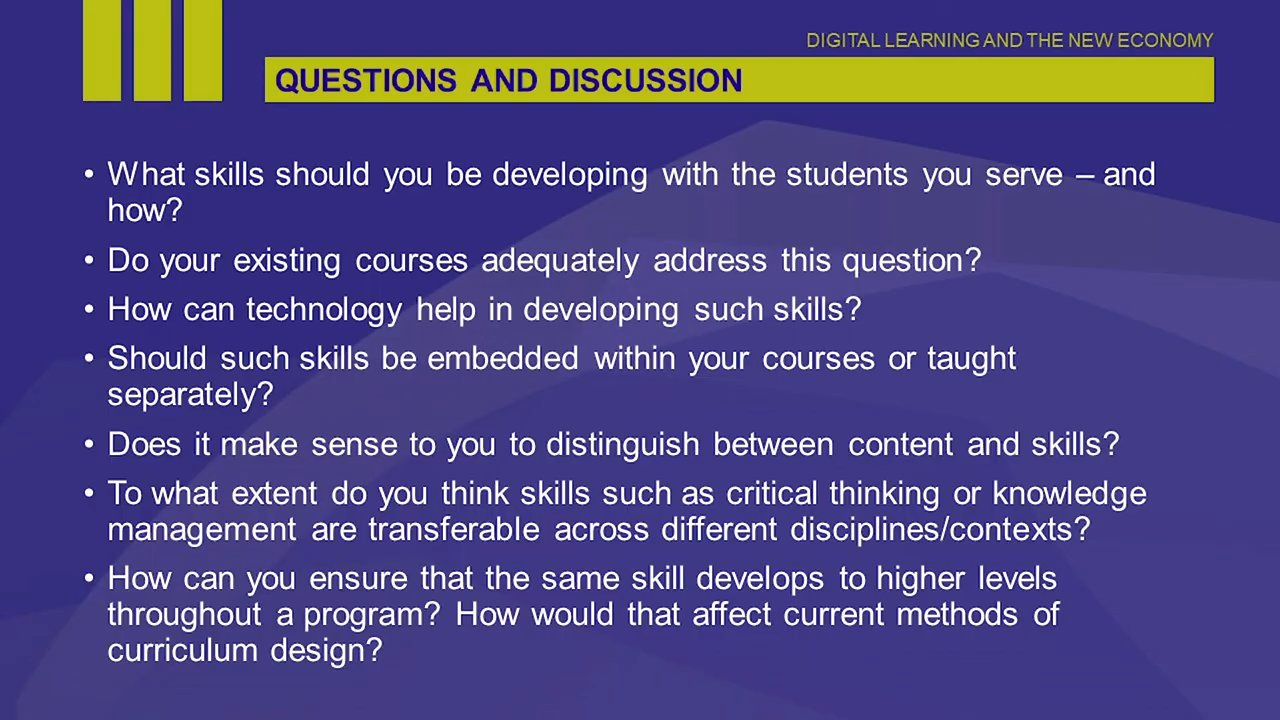 DIGITAL LEARNING AND THE NEW ECONOMY
QUESTIONS AND DISCUSSION
• What skills should you be developing with the students you serve – and
how?
• Do your existing courses adequately address this question?
• How can technology help in developing such skills?
• Should such skills be embedded within your courses or taught
separately?
• Does it make sense to you to distinguish between content and skills?
• To what extent do you think skills such as critical thinking or knowledge
management are transferable across different disciplines/contexts?
• How can you ensure that the same skill develops to higher levels
throughout a program? How would that affect current methods of
curriculum design?